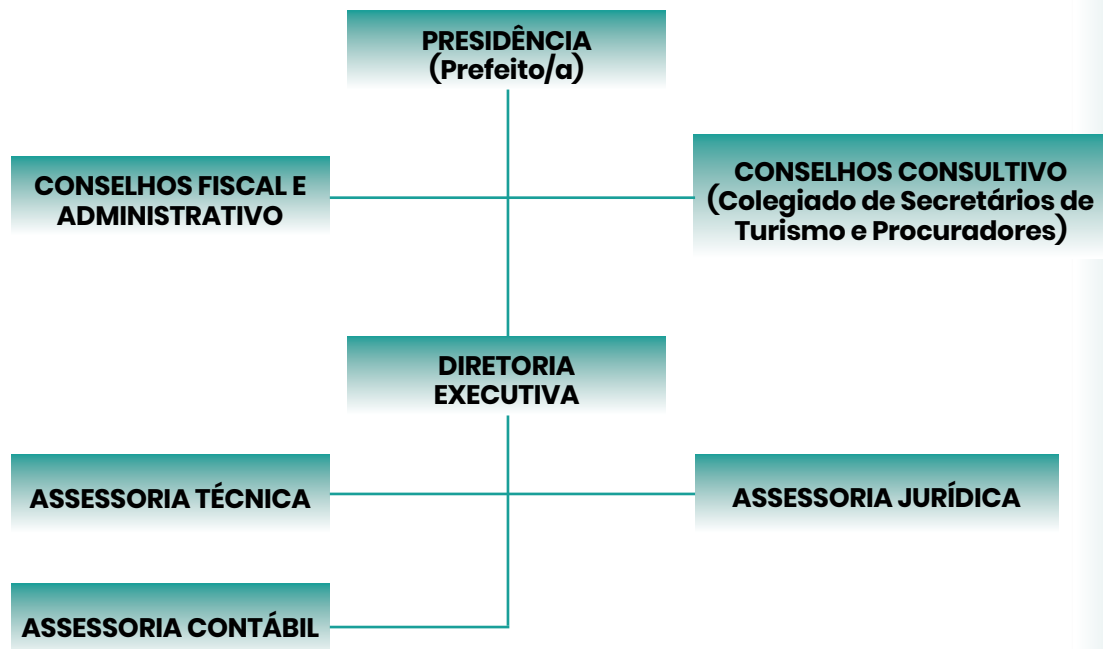 PRESIDÊNCIA
(Prefeito/a)
CONSELHOS FISCAL E
ADMINISTRATIVO
CONSELHOS CONSULTIVO
(Colegiado de Secretários de
Turismo e Procuradores)
DIRETORIA
EXECUTIVA
ASSESSORIA TÉCNICA
ASSESSORIA JURÍDICA
ASSESSORIA CONTÁBIL